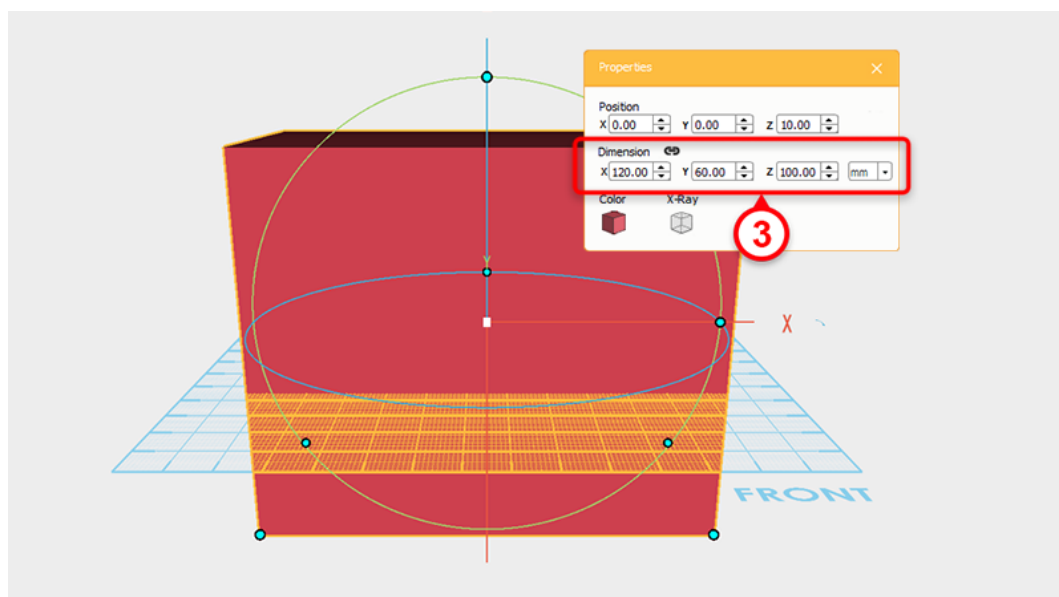 Properties
Position
X 0.00 Y 0.00 Z 10.00
Dimension
X 120.00 Y 60.00 Z 100.00 mm
Color X-Ray
3
X
FRONT